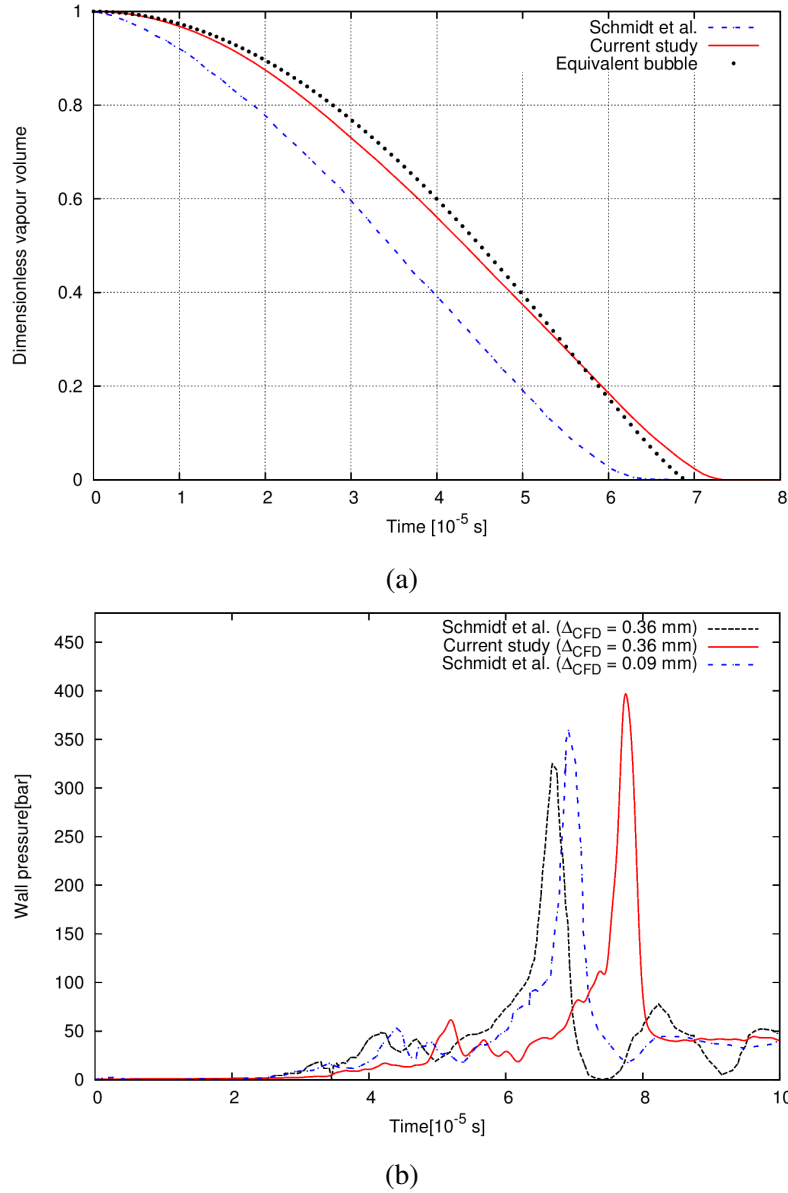 Schmidt et al.
Current study
Equivalent bubble
Dimensionless vapour volume
1
0.8
0.6
0.4
0.2
0
0 1 2 3 4 5 6 7 8
Time [10-5 s]
(a)
Schmidt et al. (ΔCFD = 0.36 mm)
Current study (ΔCFD = 0.36 mm)
Schmidt et al. (ΔCFD = 0.09 mm)
Wall pressure[bar]
450
400
350
300
250
200
150
100
50
0
0 2 4 6 8 10
Time[10-5 s]
(b)